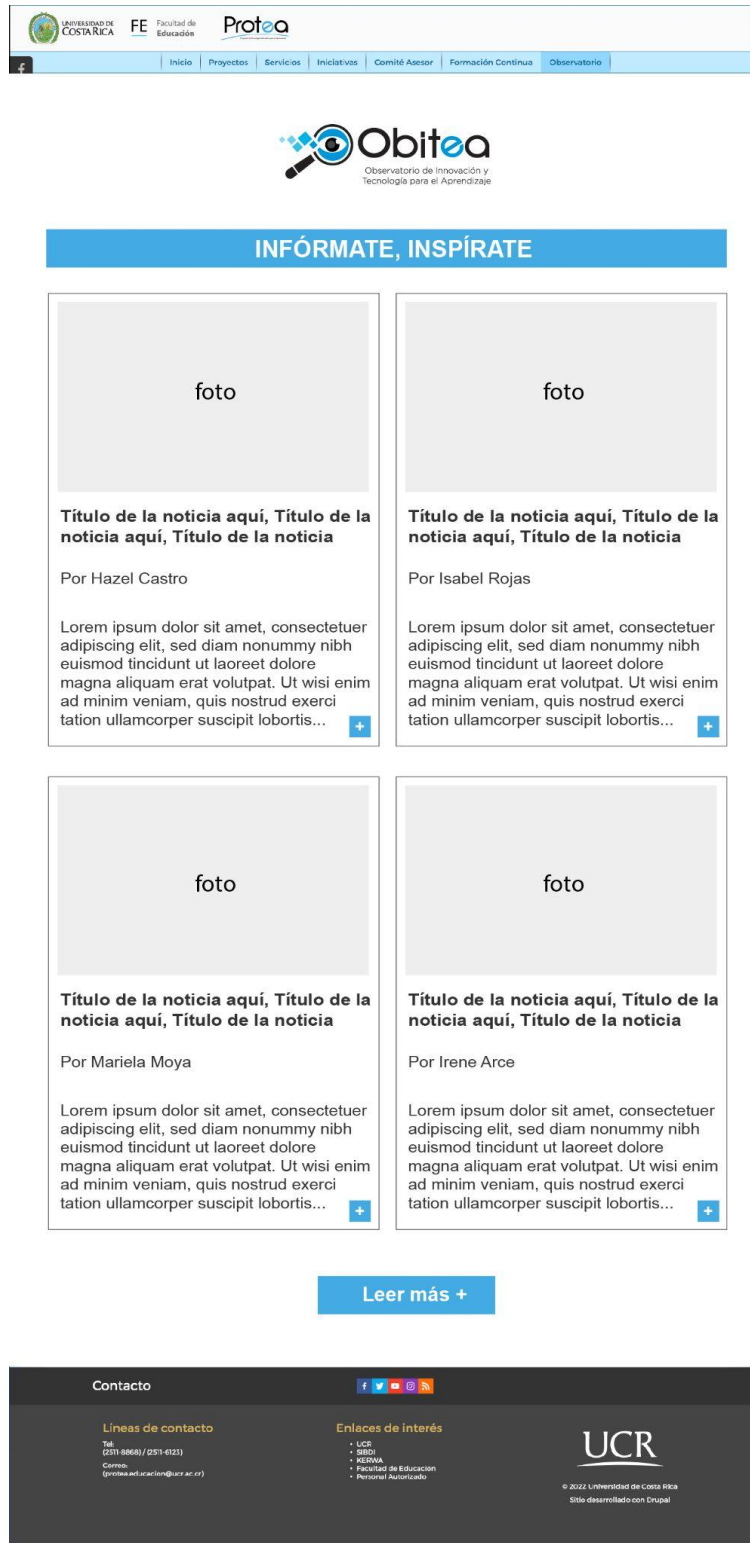 UNIVERSIDAD DE
COSTA RICA
FE
Facultad de
Educación
Protea
f
Inicio
Proyectos
Servicios
Iniciativas
Comité Asesor
Formación Continua
Observatorio
Obitea
Observatorio de Innovación y
Tecnología para el Aprendizaje
INFÓRMATE, INSPÍRATE
foto
Título de la noticia aquí, Título de la
noticia aquí, Título de la noticia
Por Hazel Castro
Lorem ipsum dolor sit amet, consectetuer
adipiscing elit, sed diam nonummy nibh
euismod tincidunt ut laoreet dolore
magna aliquam erat volutpat. Ut wisi enim
ad minim veniam, quis nostrud exerci
tation ullamcorper suscipit lobortis...
+
foto
Título de la noticia aquí, Título de la
noticia aquí, Título de la noticia
Por Isabel Rojas
Lorem ipsum dolor sit amet, consectetuer
adipiscing elit, sed diam nonummy nibh
euismod tincidunt ut laoreet dolore
magna aliquam erat volutpat. Ut wisi enim
ad minim veniam, quis nostrud exerci
tation ullamcorper suscipit lobortis...
+
foto
Título de la noticia aquí, Título de la
noticia aquí, Título de la noticia
Por Mariela Moya
Lorem ipsum dolor sit amet, consectetuer
adipiscing elit, sed diam nonummy nibh
euismod tincidunt ut laoreet dolore
magna aliquam erat volutpat. Ut wisi enim
ad minim veniam, quis nostrud exerci
tation ullamcorper suscipit lobortis...
+
foto
Título de la noticia aquí, Título de la
noticia aquí, Título de la noticia
Por Irene Arce
Lorem ipsum dolor sit amet, consectetuer
adipiscing elit, sed diam nonummy nibh
euismod tincidunt ut laoreet dolore
magna aliquam erat volutpat. Ut wisi enim
ad minim veniam, quis nostrud exerci
tation ullamcorper suscipit lobortis...
+
Leer más +
Contacto
Líneas de contacto
Tel:
(2511-8868) / (2511-6123)
Correo:
(protea.educacion@ucr.ac.cr)
Enlaces de interés
• UCR
• SIBDI
• KERWA
• Facultad de Educación
• Personal Autorizado
UCR
© 2022 Universidad de Costa Rica
Sitio desarrollado con Drupal